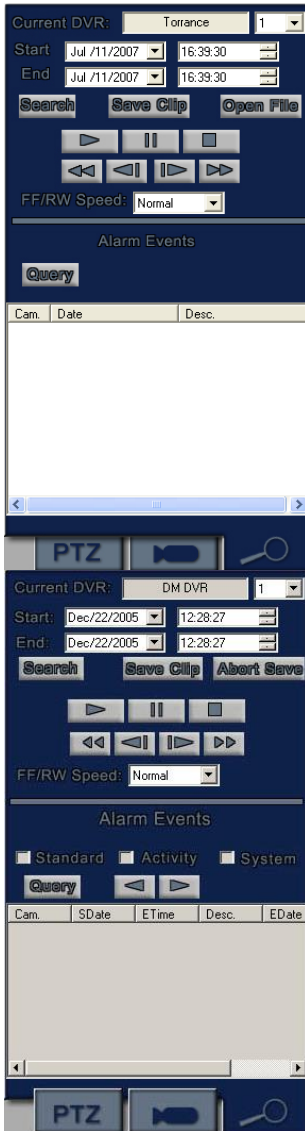 Current DVR: Torrance 1
Start Jul /11/2007 16:39:30
End Jul /11/2007 16:39:30
Search Save Clip Open File
FF/RW Speed: Normal
Alarm Events
Query
Cam. Date Desc.
PTZ
Current DVR: DM DVR 1
Start: Dec/22/2005 12:28:27
End: Dec/22/2005 12:28:27
Search Save Clip Abort Save
FF/RW Speed: Normal
Alarm Events
Standard Activity System
Query
Cam. SDate ETime Desc. EDate
PTZ